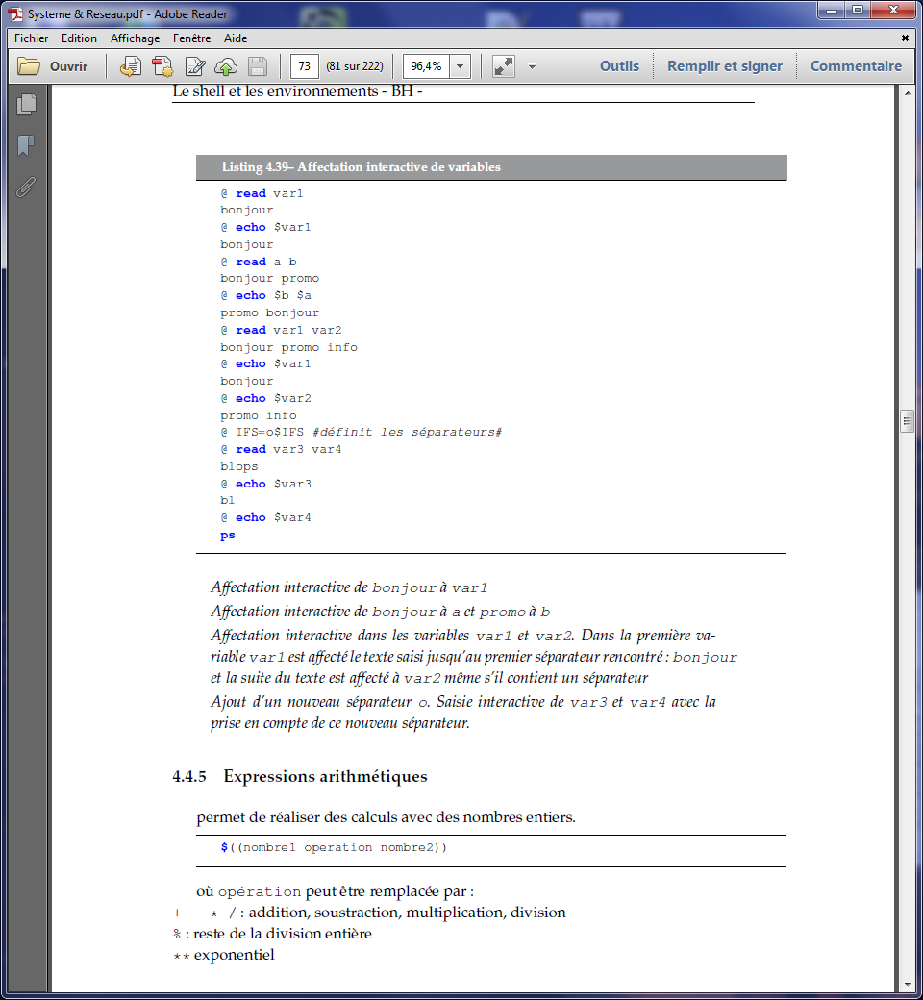 Systeme & Reseau.pdf - Adobe Reader
Fichier Edition Affichage Fenêtre Aide
Ouvrir 73 (81 sur 222) 96,4% Outils Remplir et signer Commentaire
Le shell et les environnements - BH -
Listing 4.39– Affectation interactive de variables
@ read var1
bonjour
@ echo $var1
bonjour
@ read a b
bonjour promo
@ echo $b $a
promo bonjour
@ read var1 var2
bonjour promo info
@ echo $var1
bonjour
@ echo $var2
promo info
@ IFS=o$IFS #définit les séparateurs#
@ read var3 var4
blops
@ echo $var3
bl
@ echo $var4
ps
Affectation interactive de bonjour à var1
Affectation interactive de bonjour à a et promo à b
Affectation interactive dans les variables var1 et var2. Dans la première va-
riable var1 est affecté le texte saisi jusqu'au premier séparateur rencontré : bonjour
et la suite du texte est affecté à var2 même s'il contient un séparateur
Ajout d'un nouveau séparateur o. Saisie interactive de var3 et var4 avec la
prise en compte de ce nouveau séparateur.
4.4.5 Expressions arithmétiques
permet de réaliser des calculs avec des nombres entiers.
$((nombre1 operation nombre2))
où opération peut être remplacée par :
+ - * / : addition, soustraction, multiplication, division
% : reste de la division entière
** exponentiel